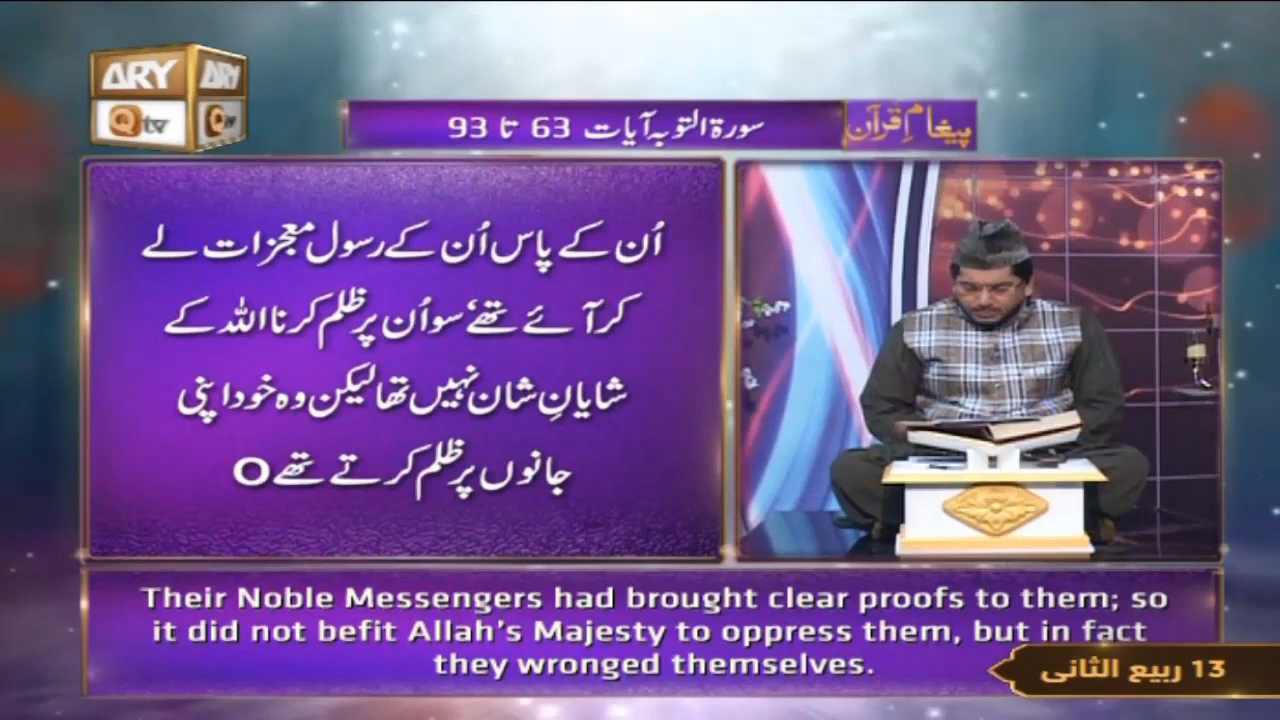 ARY
ARY
Qtv
سورۃ التوبہ آیات 63 تا 93
پیغامِ قرآن
اُن کے پاس اُن کے رسول معجزات لے
کر آئے تھے، سو اُن پر ظلم کرنا اللہ کے
شایانِ شان نہیں تھا لیکن وہ خود اپنی
جانوں پر ظلم کرتے تھے O
Their Noble Messengers had brought clear proofs to them; so
it did not befit Allah's Majesty to oppress them, but in fact
they wronged themselves.
13 ربیع الثانی